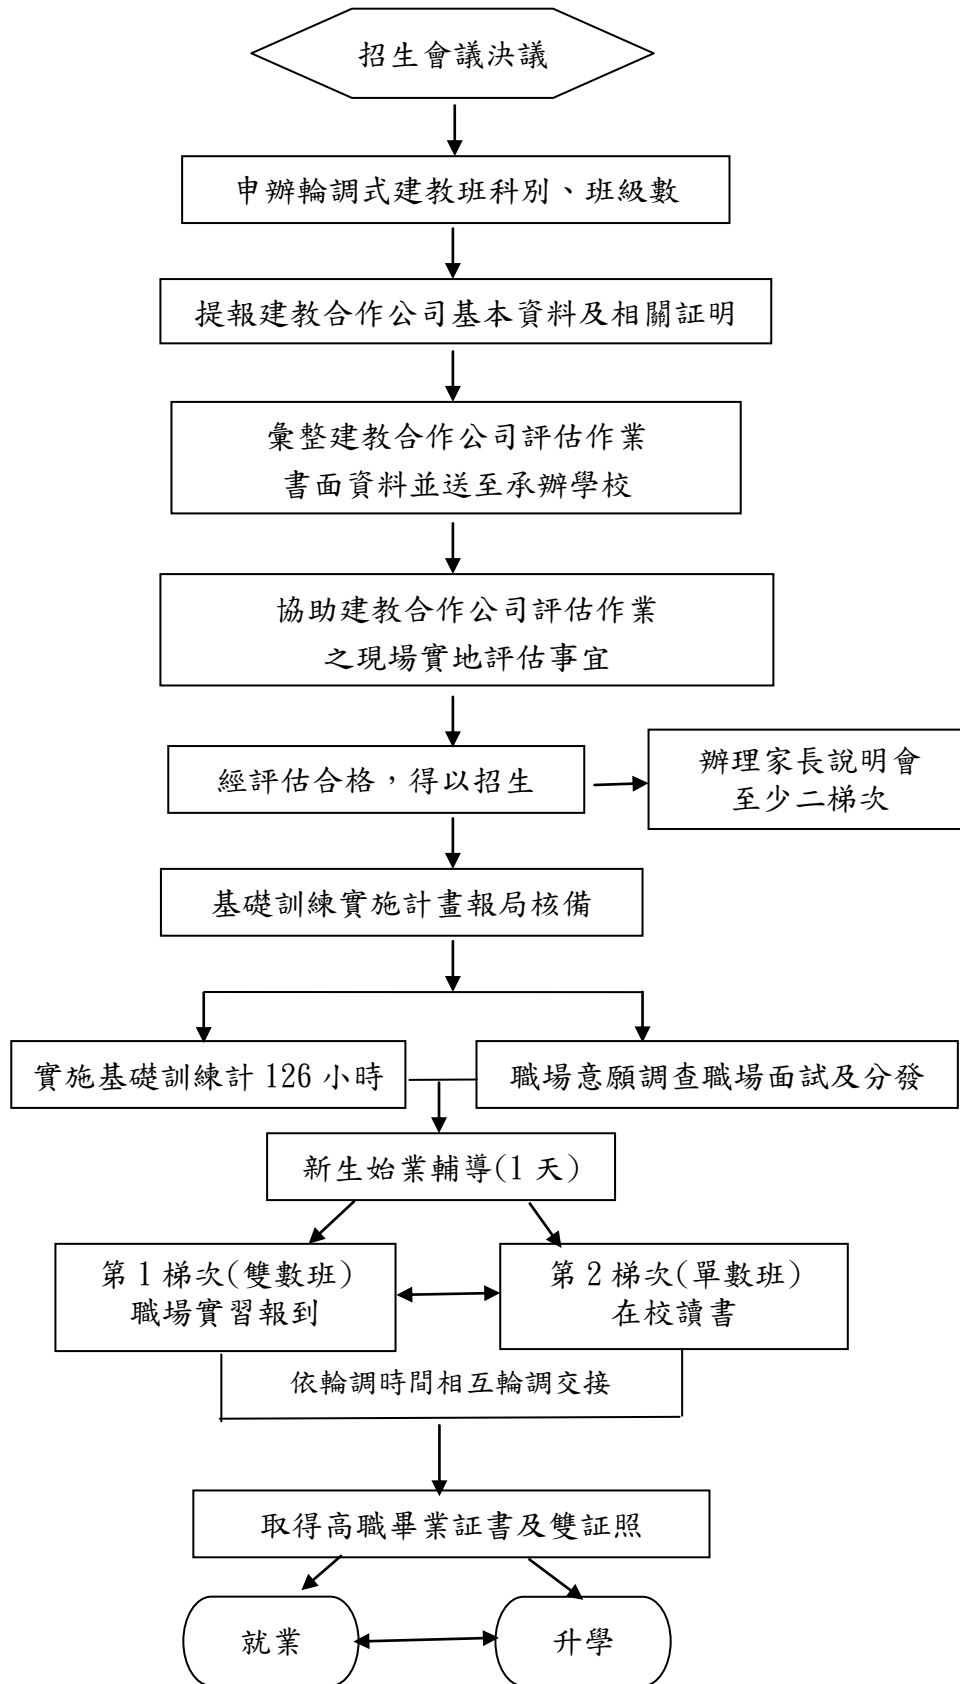 招生會議決議
申辦輪調式建教班科別、班級數
提報建教合作公司基本資料及相關証明
彙整建教合作公司評估作業
書面資料並送至承辦學校
協助建教合作公司評估作業
之現場實地評估事宜
經評估合格，得以招生
辦理家長說明會
至少二梯次
基礎訓練實施計畫報局核備
實施基礎訓練計 126 小時
職場意願調查職場面試及分發
新生始業輔導(1 天)
第 1 梯次(雙數班)
職場實習報到
第 2 梯次(單數班)
在校讀書
依輪調時間相互輪調交接
取得高職畢業証書及雙証照
就業
升學